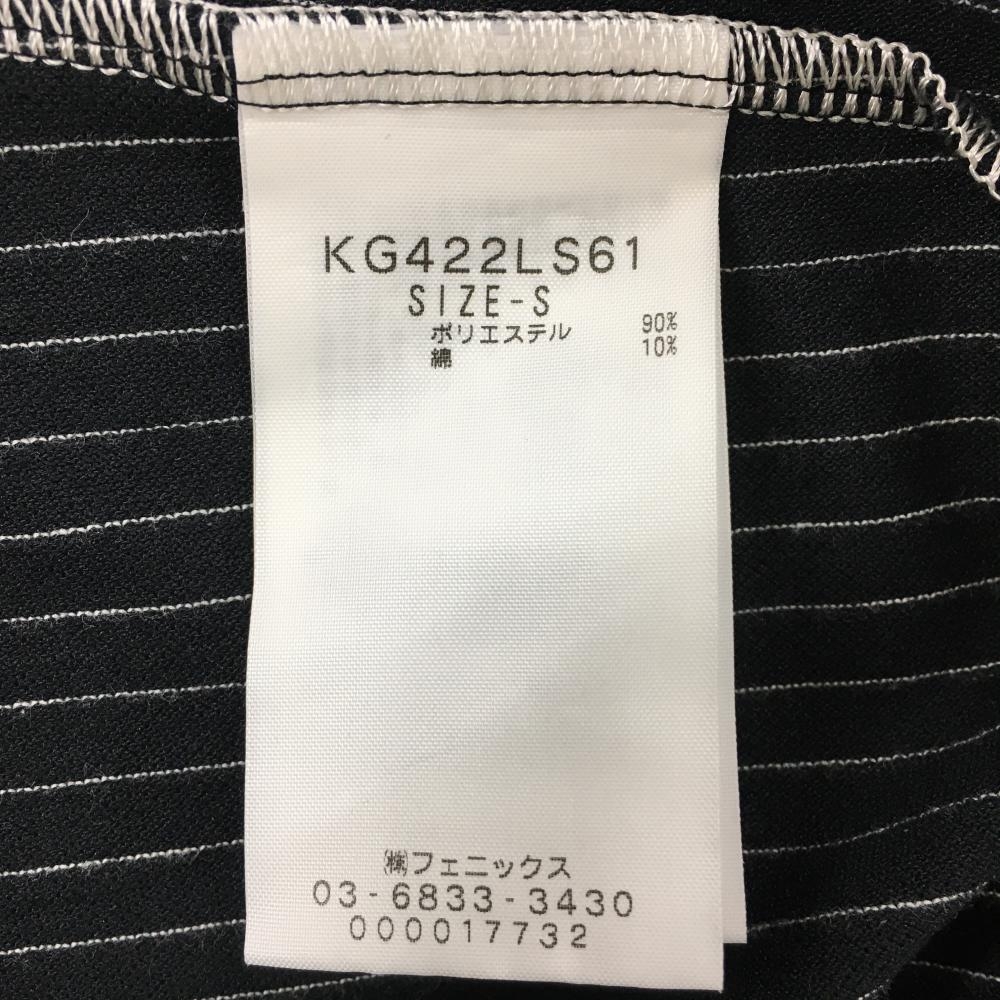 KG422LS61
SIZE-S
ポリエステル 90%
綿 10%
㈱フェニックス
03-6833-3430
000017732